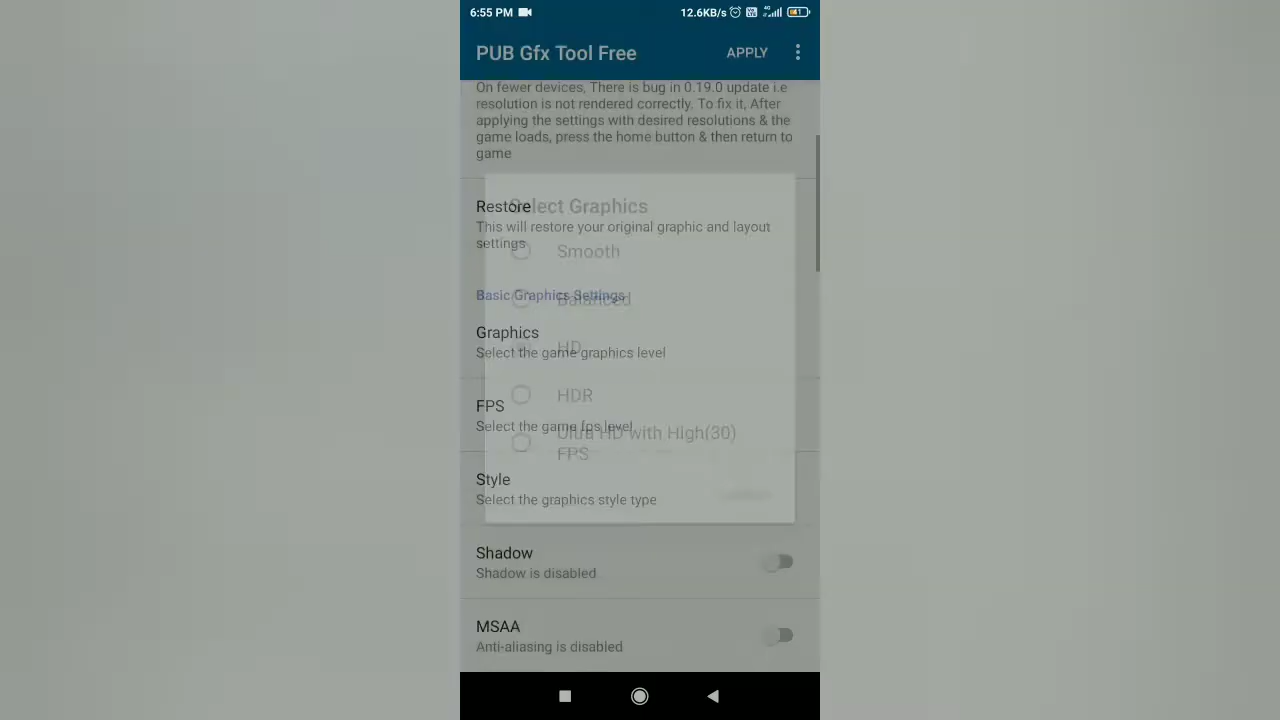 6:55 PM
12.6KB/s
4G
41
PUB Gfx Tool Free
APPLY
On fewer devices, There is bug in 0.19.0 update i.e
resolution is not rendered correctly. To fix it, After
applying the settings with desired resolutions & the
game loads, press the home button & then return to
game
Restore
This will restore your original graphic and layout
settings
Select Graphics
Smooth
Balanced
HD
HDR
Ultra HD with High(30)
FPS
Basic Graphics Settings
Graphics
Select the game graphics level
FPS
Select the game fps level
Style
Select the graphics style type
Shadow
Shadow is disabled
MSAA
Anti-aliasing is disabled